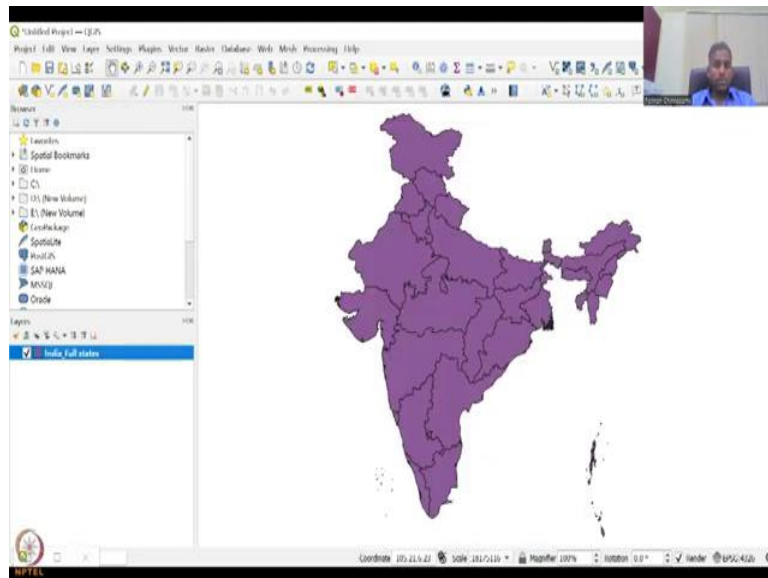 *Untitled Project — QGIS
Project Edit View Layer Settings Plugins Vector Raster Database Web Mesh Processing Help
Browser
Favorites
Spatial Bookmarks
Home
C:\
D:\ (New Volume)
E:\ (New Volume)
GeoPackage
SpatiaLite
PostGIS
SAP HANA
MSSQL
Oracle
Layers
India_Full states
Coordinate Scale Magnifier 100% Rotation 0.0° Render EPSG:4326
NPTEL